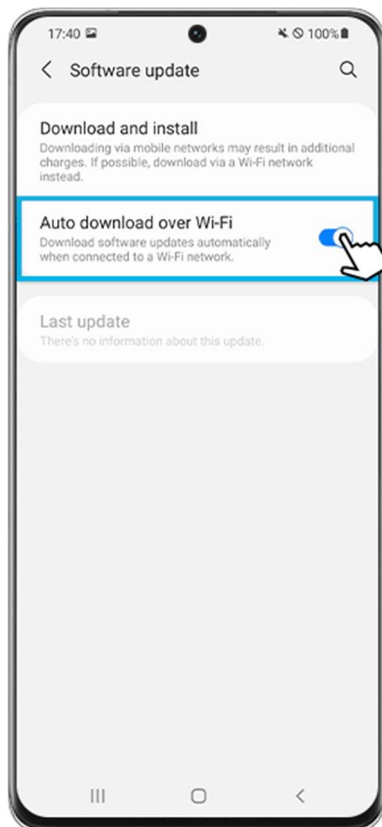 17:40 100%
Software update
Download and install
Downloading via mobile networks may result in additional
charges. If possible, download via a Wi-Fi network
instead.
Auto download over Wi-Fi
Download software updates automatically
when connected to a Wi-Fi network.
Last update
There's no information about this update.